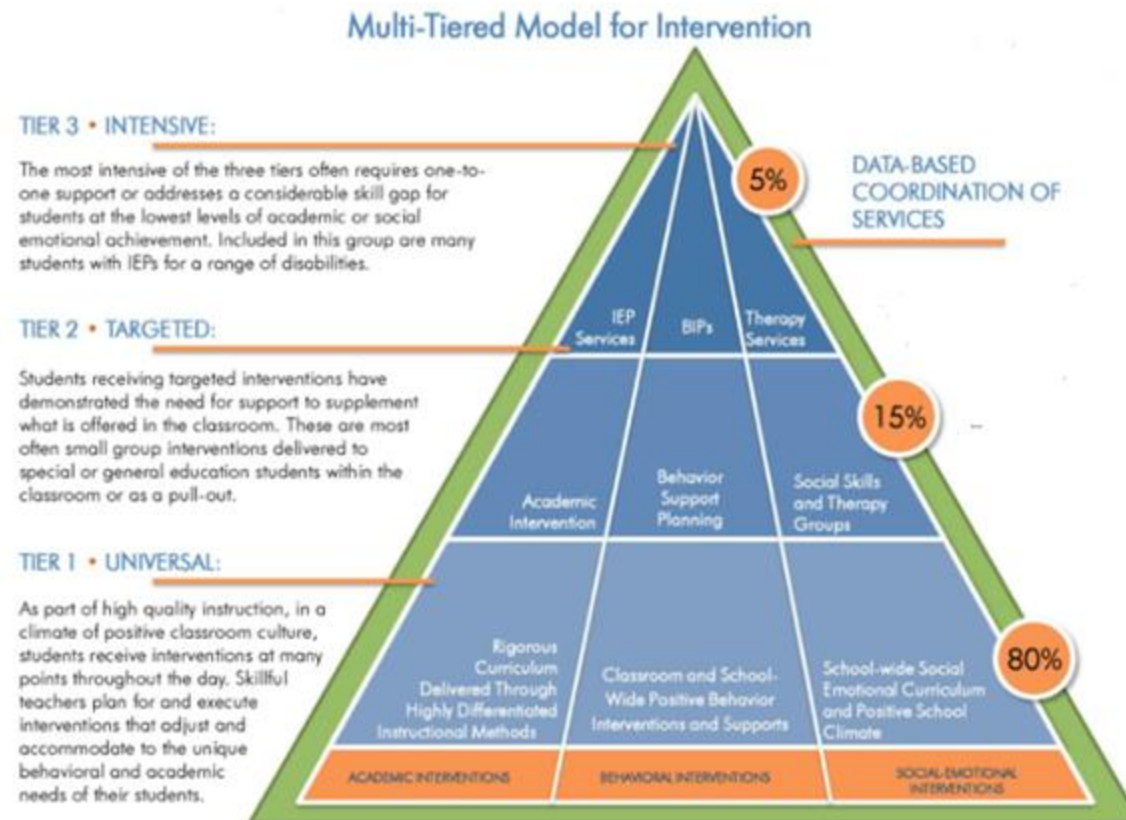 Multi-Tiered Model for Intervention
TIER 3 • INTENSIVE:
The most intensive of the three tiers often requires one-to-
one support or addresses a considerable skill gap for
students at the lowest levels of academic or social
emotional achievement. Included in this group are many
students with IEPs for a range of disabilities.
TIER 2 • TARGETED:
Students receiving targeted interventions have
demonstrated the need for support to supplement
what is offered in the classroom. These are most
often small group interventions delivered to
special or general education students within the
classroom or as a pull-out.
TIER 1 • UNIVERSAL:
As part of high quality instruction, in a
climate of positive classroom culture,
students receive interventions at many
points throughout the day. Skillful
teachers plan for and execute
interventions that adjust and
accommodate to the unique
behavioral and academic
needs of their students.
5%
DATA-BASED
COORDINATION OF
SERVICES
IEP
Services
BIPs
Therapy
Services
15%
Academic
Intervention
Behavior
Support
Planning
Social Skills
and Therapy
Groups
80%
Rigorous
Curriculum
Delivered Through
Highly Differentiated
Instructional Methods
Classroom and School-
Wide Positive Behavior
Interventions and Supports
School-wide Social
Emotional Curriculum
and Positive School
Climate
ACADEMIC INTERVENTIONS
BEHAVIORAL INTERVENTIONS
SOCIAL-EMOTIONAL
INTERVENTIONS